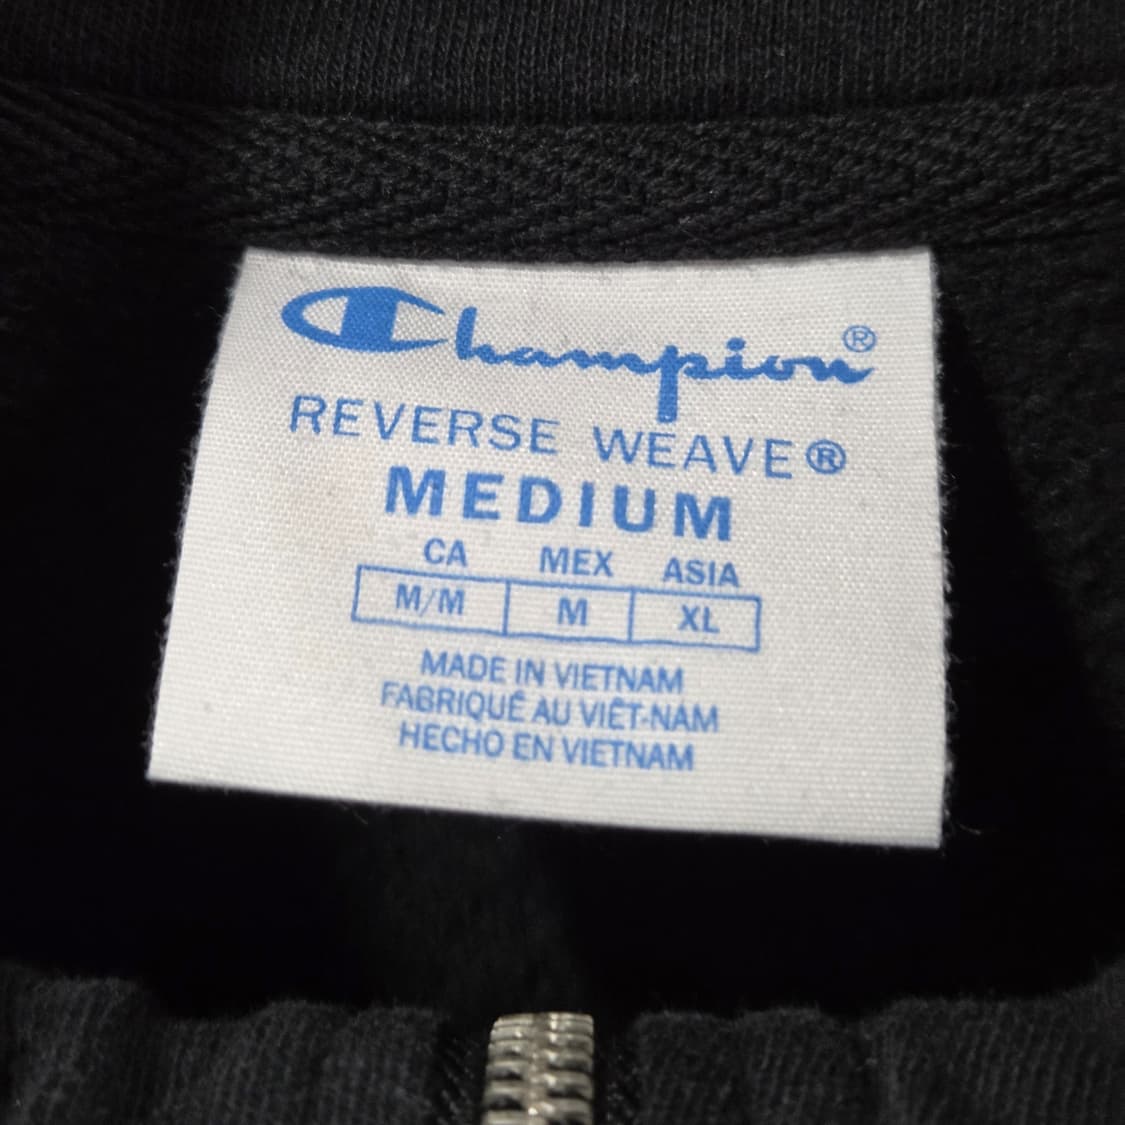 Champion®
REVERSE WEAVE®
MEDIUM
CA MEX ASIA
M/M M XL
MADE IN VIETNAM
FABRIQUÉ AU VIÊT-NAM
HECHO EN VIETNAM